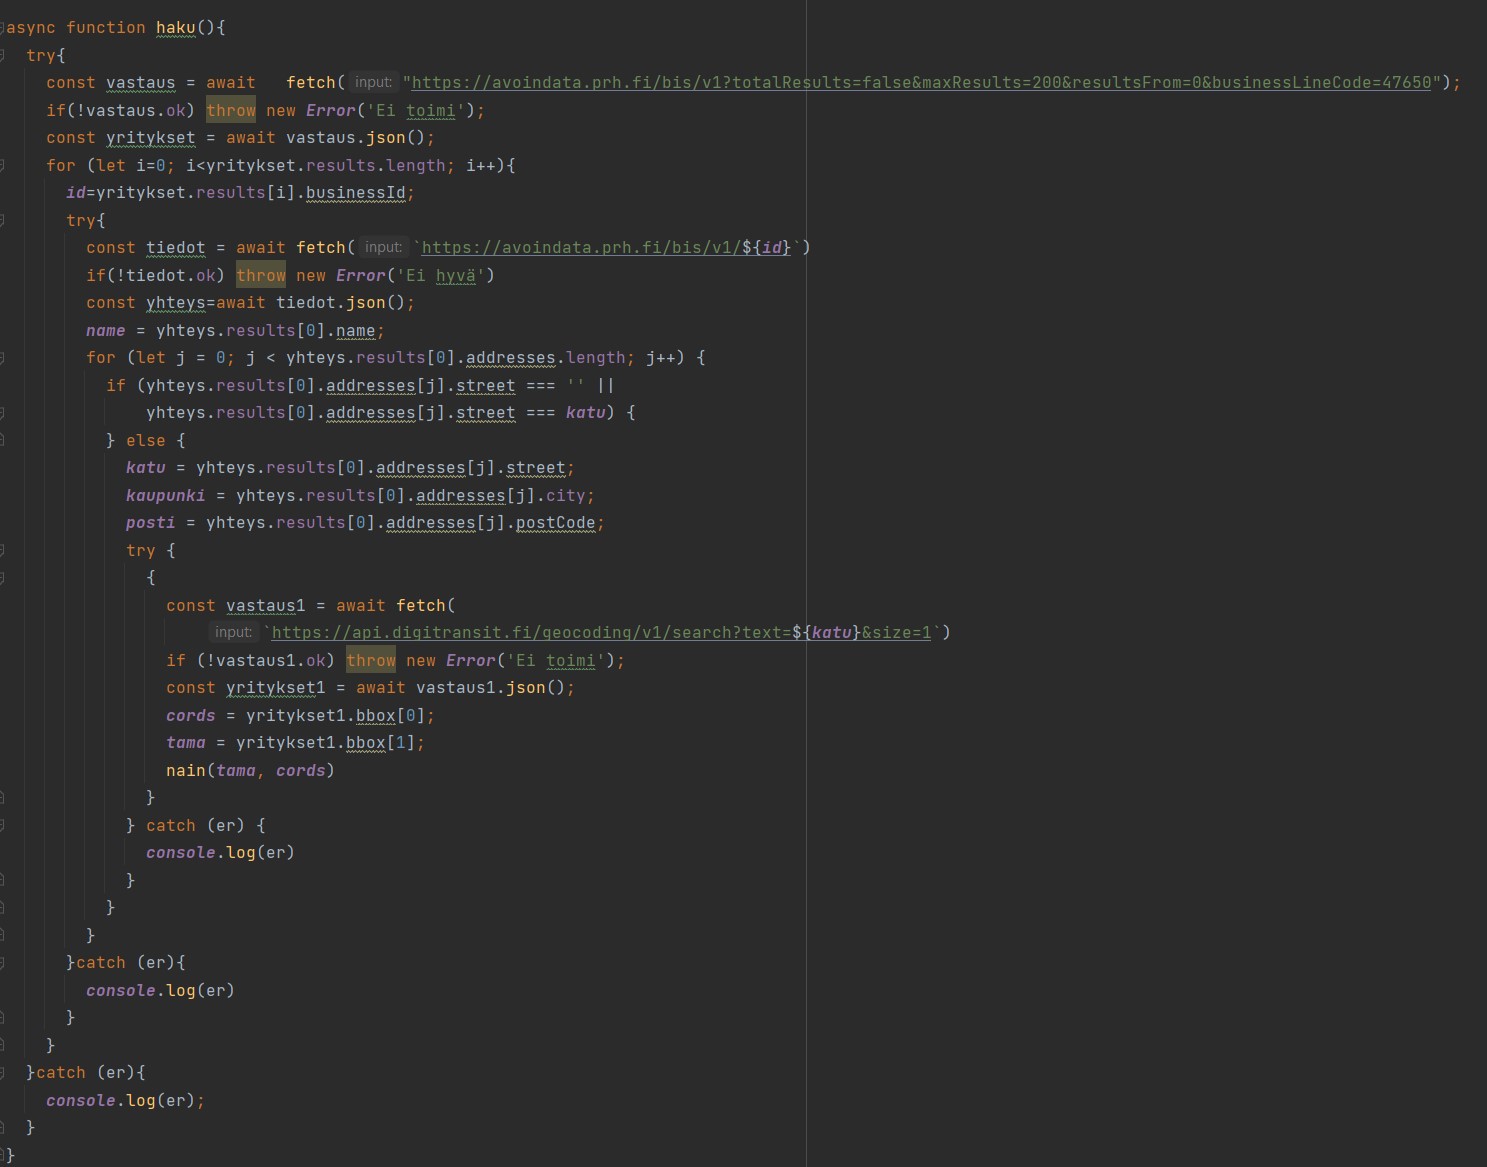 async function haku(){
try{
const vastaus = await   fetch( input: "https://avoindata.prh.fi/bis/v1?totalResults=false&maxResults=200&resultsFrom=0&businessLineCode=47650");
if(!vastaus.ok) throw new Error('Ei toimi');
const yritykset = await vastaus.json();
for (let i=0; i<yritykset.results.length; i++){
id=yritykset.results[i].businessId;
try{
const tiedot = await fetch( input: `https://avoindata.prh.fi/bis/v1/${id}`)
if(!tiedot.ok) throw new Error('Ei hyvä')
const yhteys=await tiedot.json();
name = yhteys.results[0].name;
for (let j = 0; j < yhteys.results[0].addresses.length; j++) {
if (yhteys.results[0].addresses[j].street === '' ||
yhteys.results[0].addresses[j].street === katu) {
} else {
katu = yhteys.results[0].addresses[j].street;
kaupunki = yhteys.results[0].addresses[j].city;
posti = yhteys.results[0].addresses[j].postCode;
try {
{
const vastaus1 = await fetch(
input: `https://api.digitransit.fi/geocoding/v1/search?text=${katu}&size=1`)
if (!vastaus1.ok) throw new Error('Ei toimi');
const yritykset1 = await vastaus1.json();
cords = yritykset1.bbox[0];
tama = yritykset1.bbox[1];
nain(tama, cords)
}
} catch (er) {
console.log(er)
}
}
}
}catch (er){
console.log(er)
}
}
}catch (er){
console.log(er);
}
}